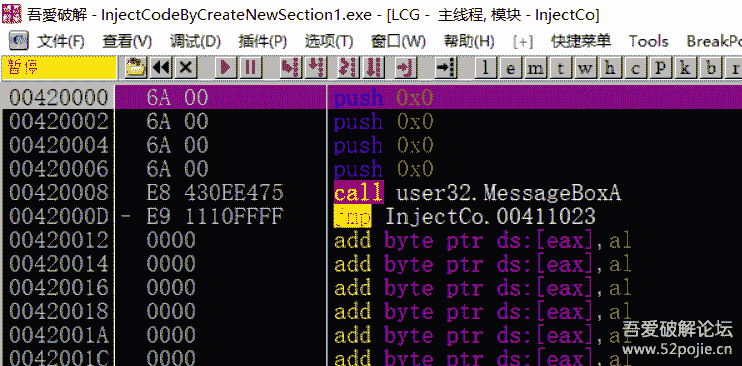 吾愛破解 - InjectCodeByCreateNewSection1.exe - [LCG - 主线程, 模块 - InjectCo]
文件(F) 查看(V) 调试(D) 插件(P) 选项(T) 窗口(W) 帮助(H) [+] 快捷菜单 Tools BreakPo
暂停 l e m t w h c p k b r
00420000 6A 00 push 0x0
00420002 6A 00 push 0x0
00420004 6A 00 push 0x0
00420006 6A 00 push 0x0
00420008 E8 430EE475 call user32.MessageBoxA
0042000D - E9 1110FFFF jmp InjectCo.00411023
00420012 0000 add byte ptr ds:[eax],al
00420014 0000 add byte ptr ds:[eax],al
00420016 0000 add byte ptr ds:[eax],al
00420018 0000 add byte ptr ds:[eax],al
0042001A 0000 add byte ptr ds:[eax],al
0042001C 0000 add byte ptr ds:[eax],al
吾爱破解论坛
www.52pojie.cn